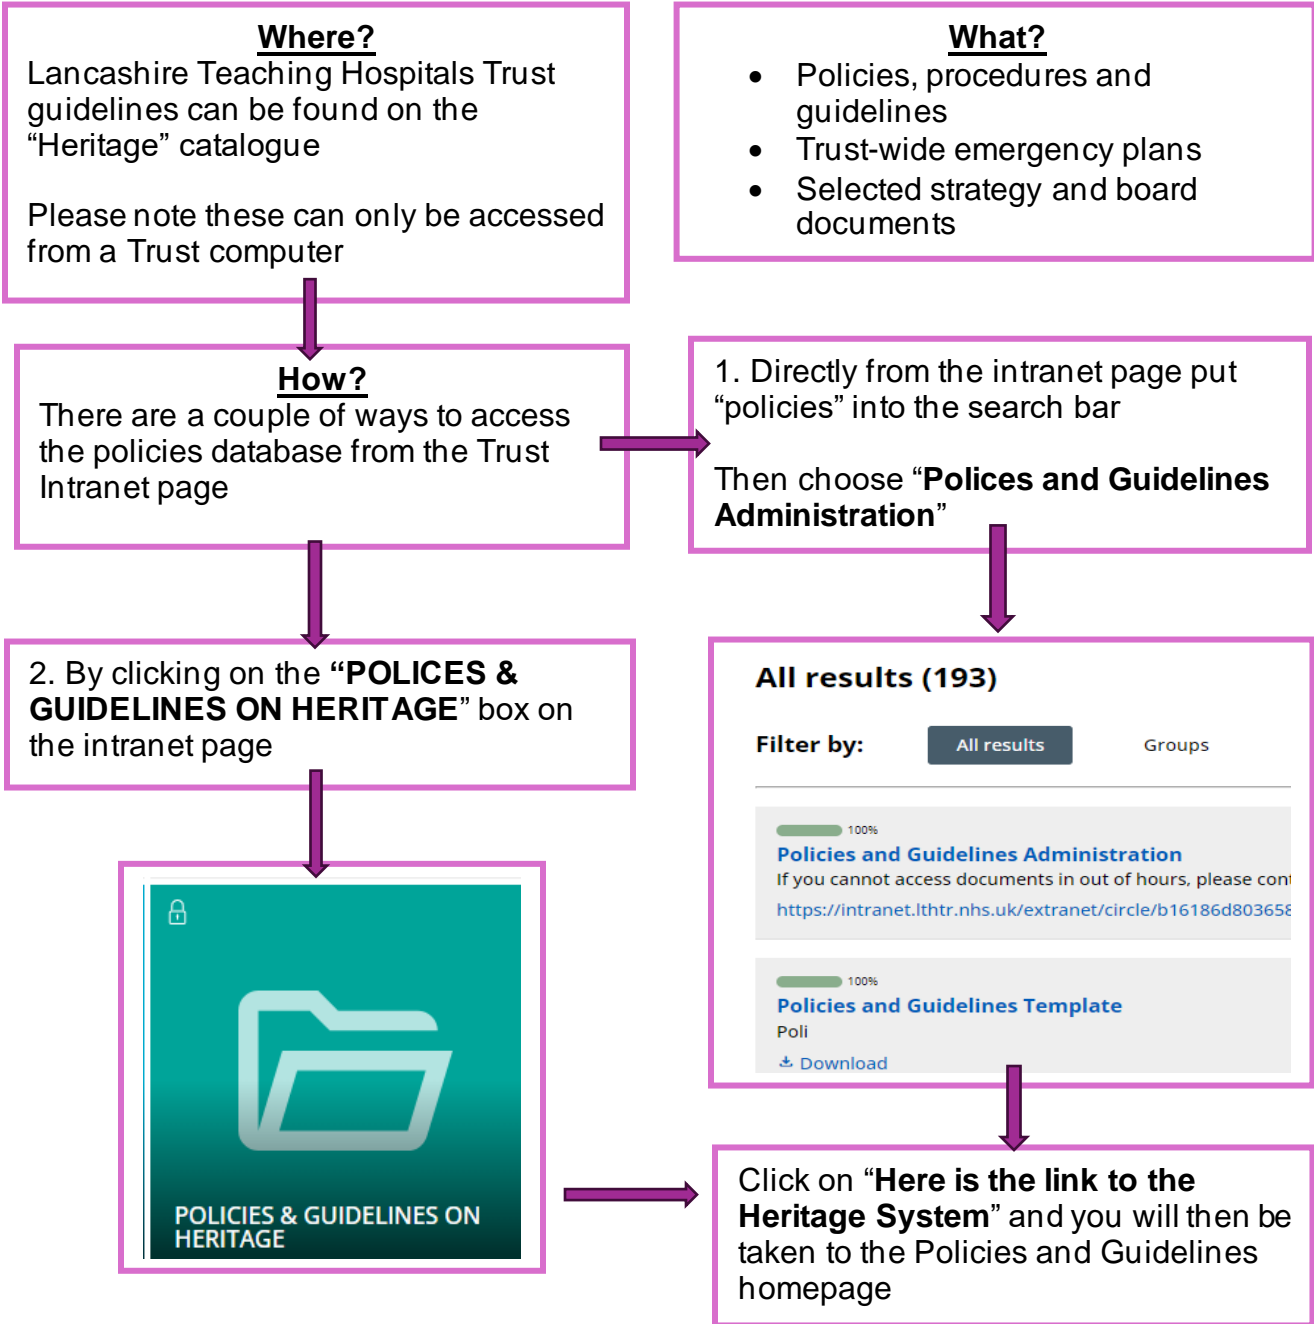 Where?
Lancashire Teaching Hospitals Trust
guidelines can be found on the
“Heritage” catalogue
Please note these can only be accessed
from a Trust computer
What?
• Policies, procedures and
guidelines
• Trust-wide emergency plans
• Selected strategy and board
documents
How?
There are a couple of ways to access
the policies database from the Trust
Intranet page
1. Directly from the intranet page put
“policies” into the search bar
Then choose “Polices and Guidelines
Administration”
2. By clicking on the “POLICES &
GUIDELINES ON HERITAGE” box on
the intranet page
All results (193)
Filter by: All results Groups
100%
Policies and Guidelines Administration
If you cannot access documents in out of hours, please cont
https://intranet.lthtr.nhs.uk/extranet/circle/b16186d803658
100%
Policies and Guidelines Template
Poli
Download
POLICIES & GUIDELINES ON
HERITAGE
Click on “Here is the link to the
Heritage System” and you will then be
taken to the Policies and Guidelines
homepage